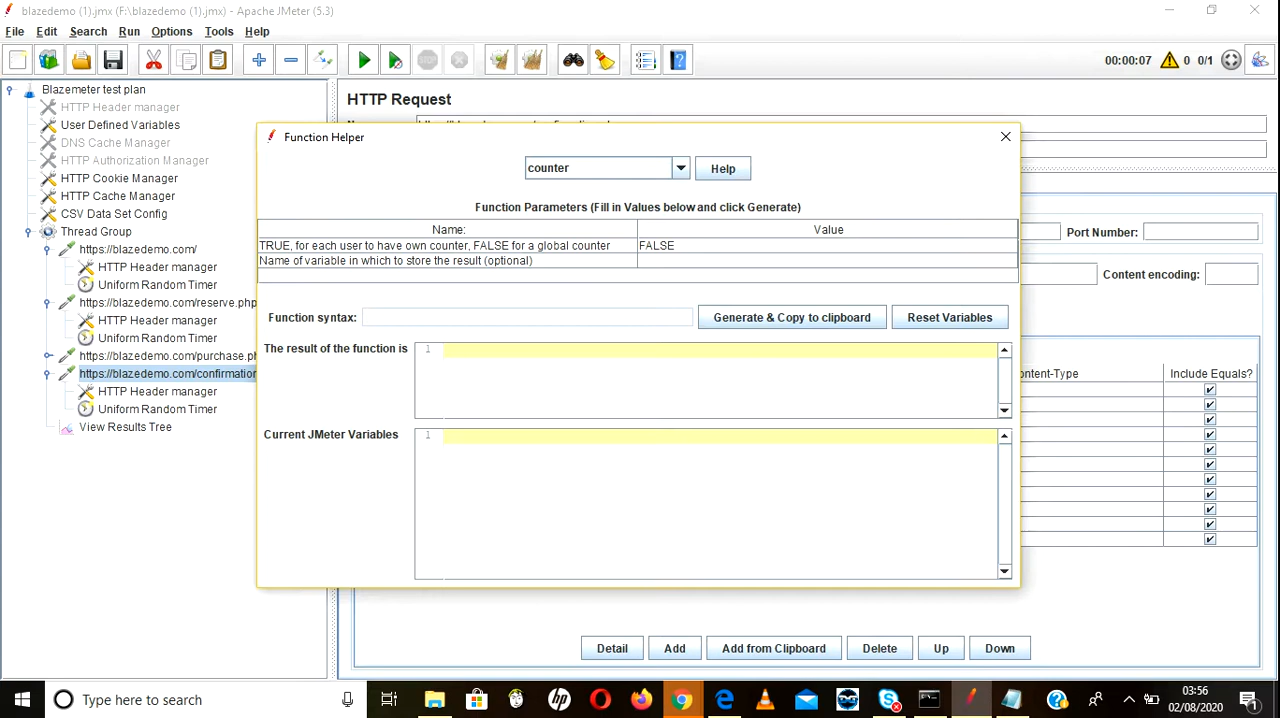 blazedemo (1).jmx (F:\blazedemo (1).jmx) - Apache JMeter (5.3)
File Edit Search Run Options Tools Help
00:00:07 0 0/1
Blazemeter test plan
HTTP Header manager
User Defined Variables
DNS Cache Manager
HTTP Authorization Manager
HTTP Cookie Manager
HTTP Cache Manager
CSV Data Set Config
Thread Group
https://blazedemo.com/
HTTP Header manager
Uniform Random Timer
https://blazedemo.com/reserve.php
HTTP Header manager
Uniform Random Timer
https://blazedemo.com/purchase.ph
https://blazedemo.com/confirmation
HTTP Header manager
Uniform Random Timer
View Results Tree
HTTP Request
Function Helper
counter Help
Function Parameters (Fill in Values below and click Generate)
Name: Value
TRUE, for each user to have own counter, FALSE for a global counter FALSE
Name of variable in which to store the result (optional)
Function syntax: Generate & Copy to clipboard Reset Variables
The result of the function is 1
Current JMeter Variables 1
Port Number:
Content encoding:
ontent-Type Include Equals?
Detail Add Add from Clipboard Delete Up Down
Type here to search
03:56
02/08/2020
1